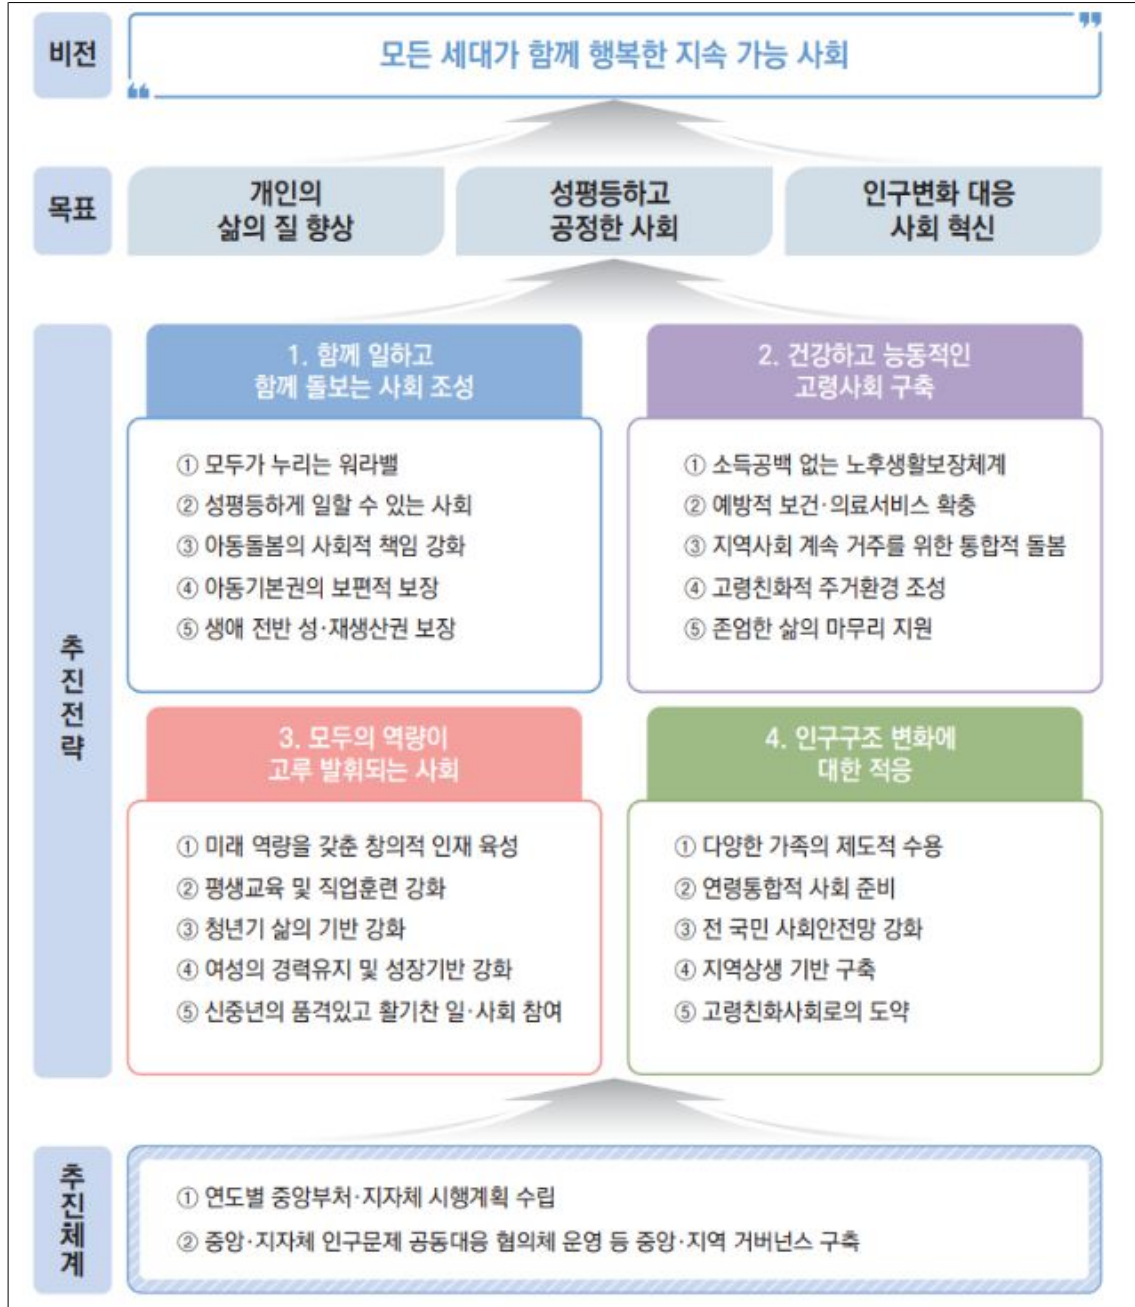 비전
모든 세대가 함께 행복한 지속 가능 사회
목표
개인의
삶의 질 향상
성평등하고
공정한 사회
인구변화 대응
사회 혁신
추진전략
1. 함께 일하고
함께 돌보는 사회 조성
① 모두가 누리는 워라밸
② 성평등하게 일할 수 있는 사회
③ 아동돌봄의 사회적 책임 강화
④ 아동기본권의 보편적 보장
⑤ 생애 전반 성·재생산권 보장
2. 건강하고 능동적인
고령사회 구축
① 소득공백 없는 노후생활보장체계
② 예방적 보건·의료서비스 확충
③ 지역사회 계속 거주를 위한 통합적 돌봄
④ 고령친화적 주거환경 조성
⑤ 존엄한 삶의 마무리 지원
3. 모두의 역량이
고루 발휘되는 사회
① 미래 역량을 갖춘 창의적 인재 육성
② 평생교육 및 직업훈련 강화
③ 청년기 삶의 기반 강화
④ 여성의 경력유지 및 성장기반 강화
⑤ 신중년의 품격있고 활기찬 일·사회 참여
4. 인구구조 변화에
대한 적응
① 다양한 가족의 제도적 수용
② 연령통합적 사회 준비
③ 전 국민 사회안전망 강화
④ 지역상생 기반 구축
⑤ 고령친화사회로의 도약
추진체계
① 연도별 중앙부처·지자체 시행계획 수립
② 중앙·지자체 인구문제 공동대응 협의체 운영 등 중앙·지역 거버넌스 구축